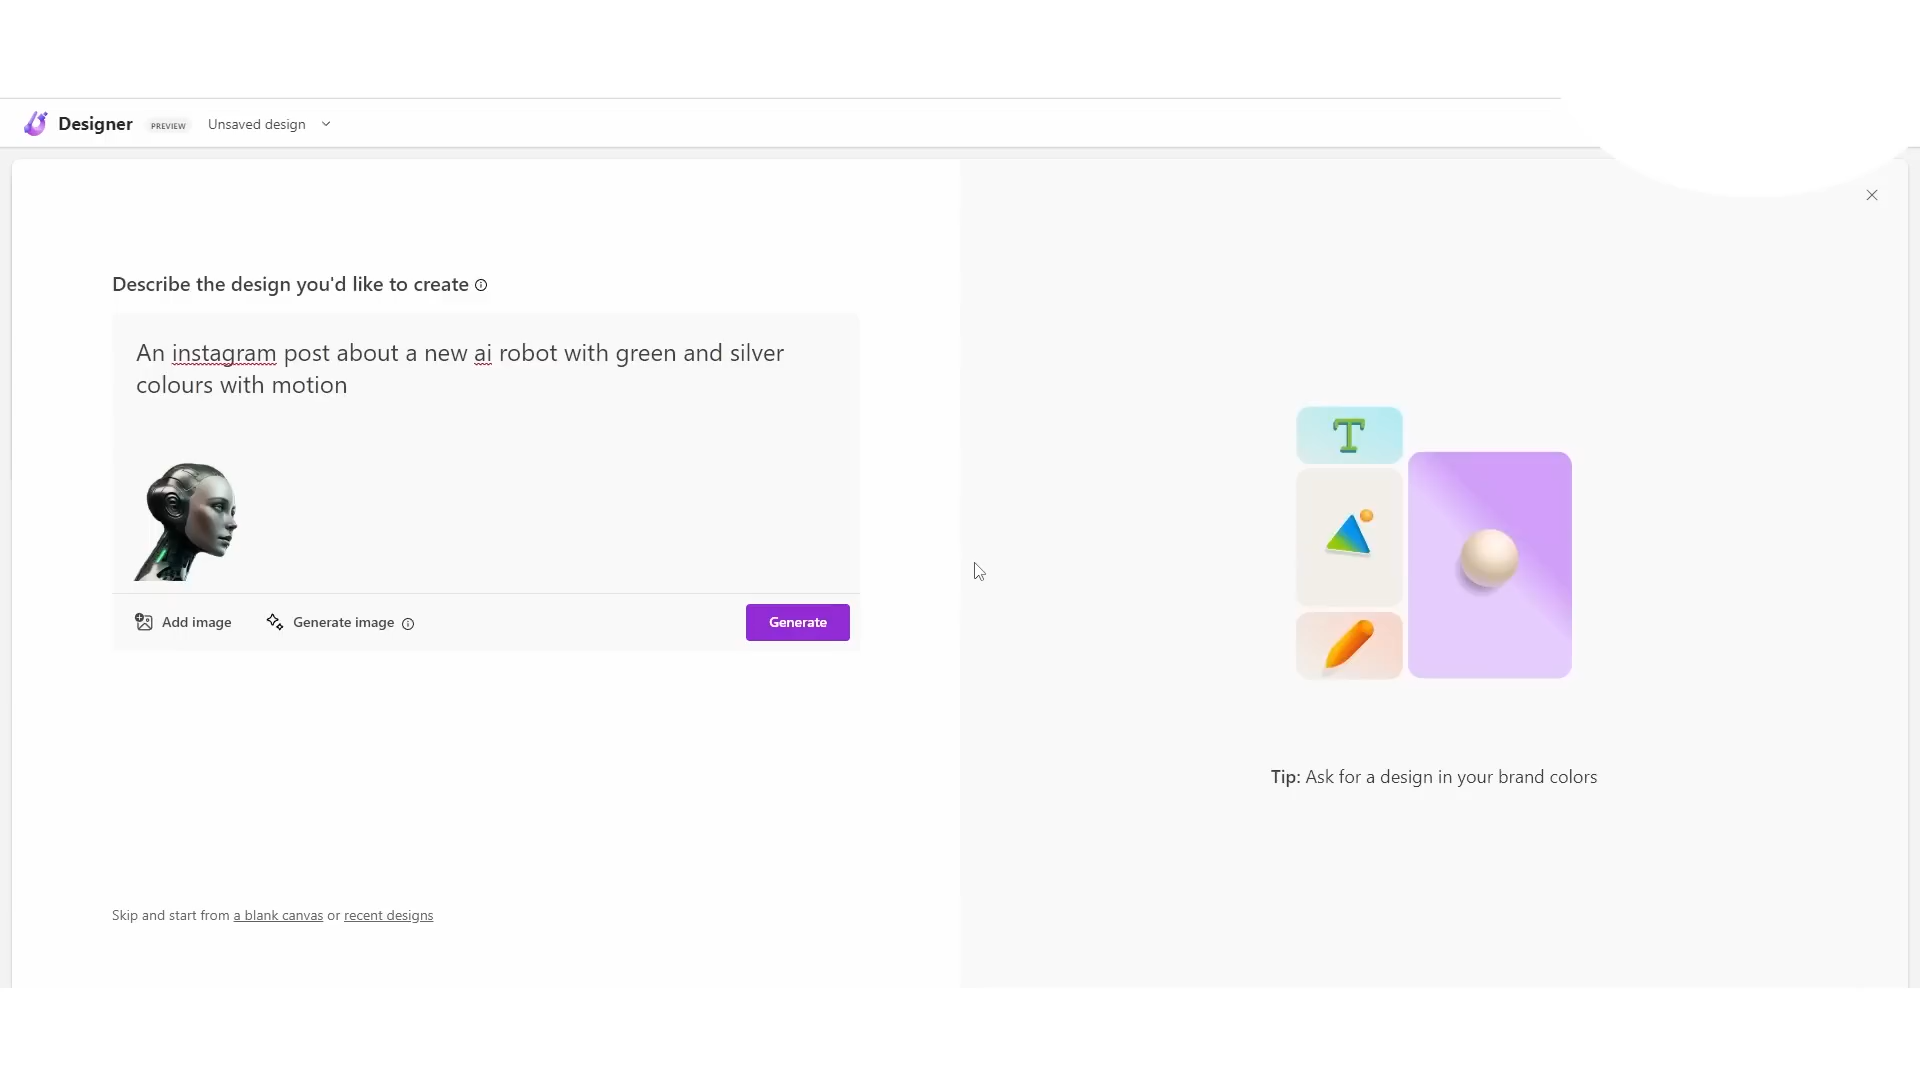 Designer PREVIEW Unsaved design
Describe the design you'd like to create
An instagram post about a new ai robot with green and silver
colours with motion
Add image Generate image Generate
Skip and start from a blank canvas or recent designs
T
Tip: Ask for a design in your brand colors